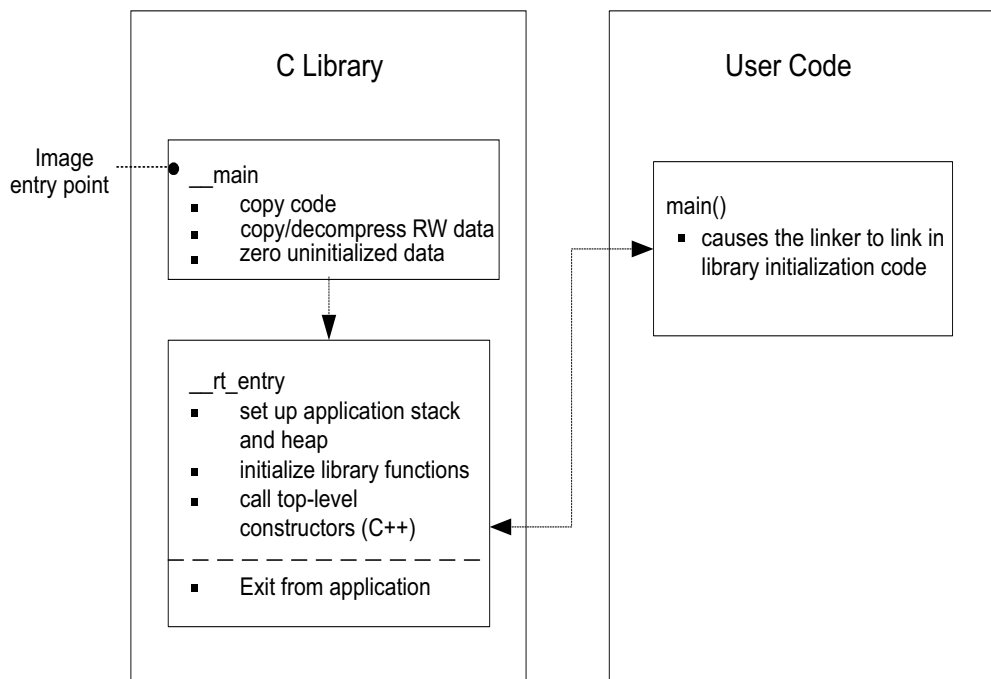 C Library
User Code
Image
entry point
__main
▪ copy code
▪ copy/decompress RW data
▪ zero uninitialized data
main()
▪ causes the linker to link in
library initialization code
__rt_entry
▪ set up application stack
and heap
▪ initialize library functions
▪ call top-level
constructors (C++)
▪ Exit from application